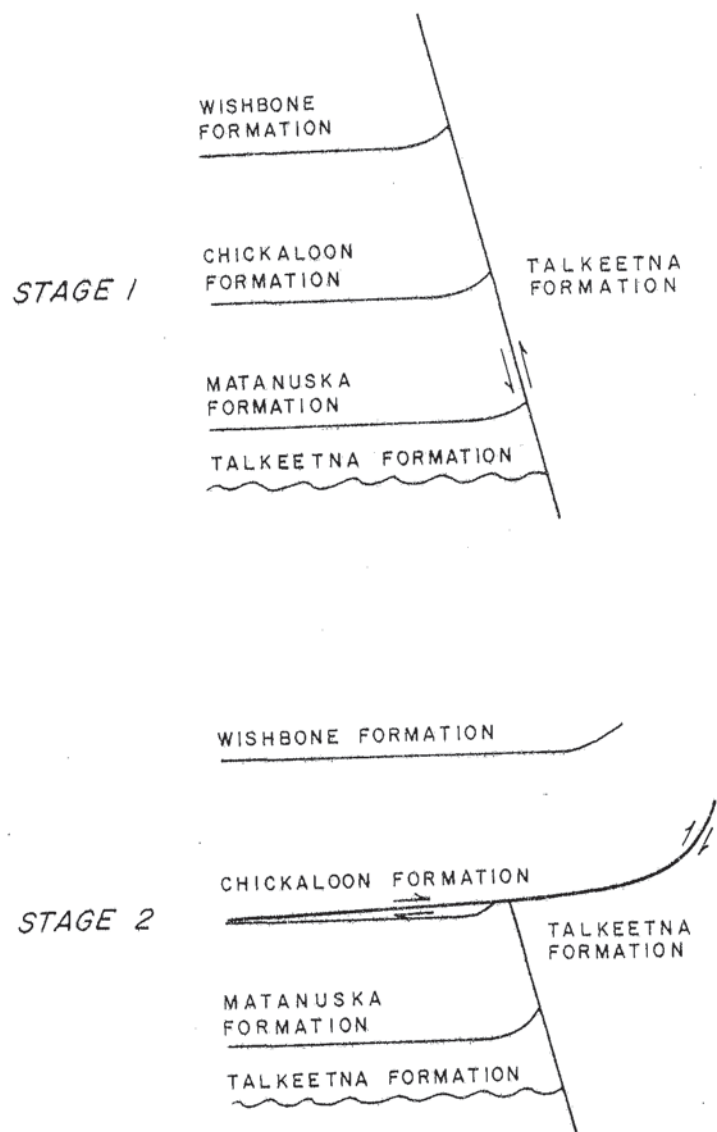 WISHBONE
FORMATION
CHICKALOON
FORMATION
TALKEETNA
FORMATION
STAGE 1
MATANUSKA
FORMATION
TALKEETNA FORMATION
WISHBONE FORMATION
CHICKALOON FORMATION
STAGE 2
TALKEETNA
FORMATION
MATANUSKA
FORMATION
TALKEETNA FORMATION